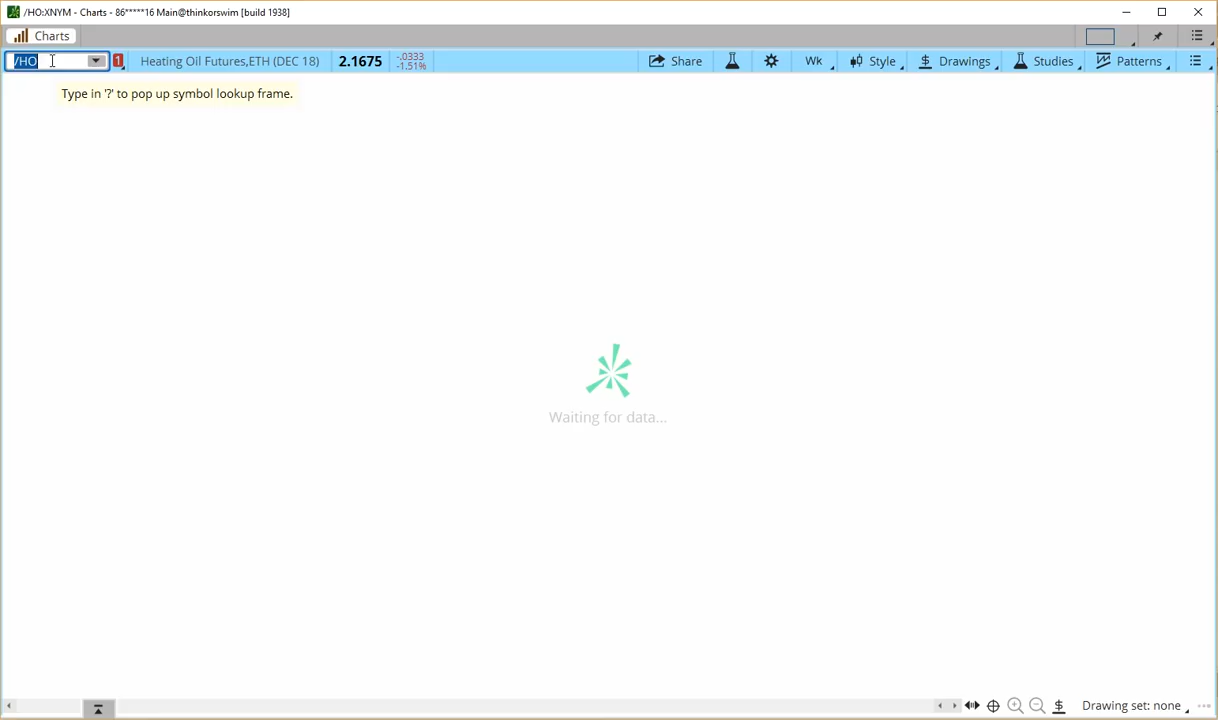 /HO:XNYM - Charts - 86*****16 Main@thinkorswim [build 1938]
Charts
/HO 1 Heating Oil Futures,ETH (DEC 18) 2.1675 -.0333 -1.51% Share Wk Style $ Drawings Studies Patterns
Type in '?' to pop up symbol lookup frame.
Waiting for data...
$ Drawing set: none